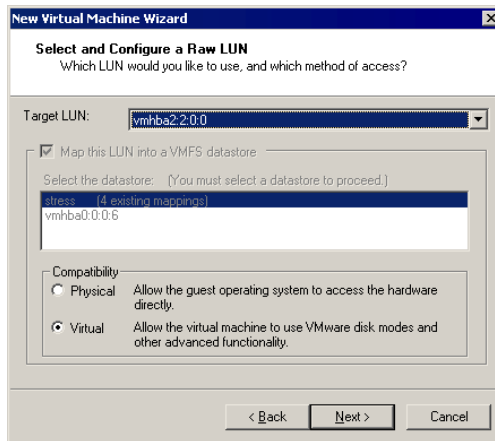 New Virtual Machine Wizard
Select and Configure a Raw LUN
Which LUN would you like to use, and which method of access?
Target LUN:
vmhba2:2:0:0
Map this LUN into a VMFS datastore
Select the datastore: (You must select a datastore to proceed.)
stress (4 existing mappings)
vmhba0:0:0:6
Compatibility
Physical Allow the guest operating system to access the hardware
directly.
Virtual Allow the virtual machine to use VMware disk modes and
other advanced functionality.
< Back Next > Cancel